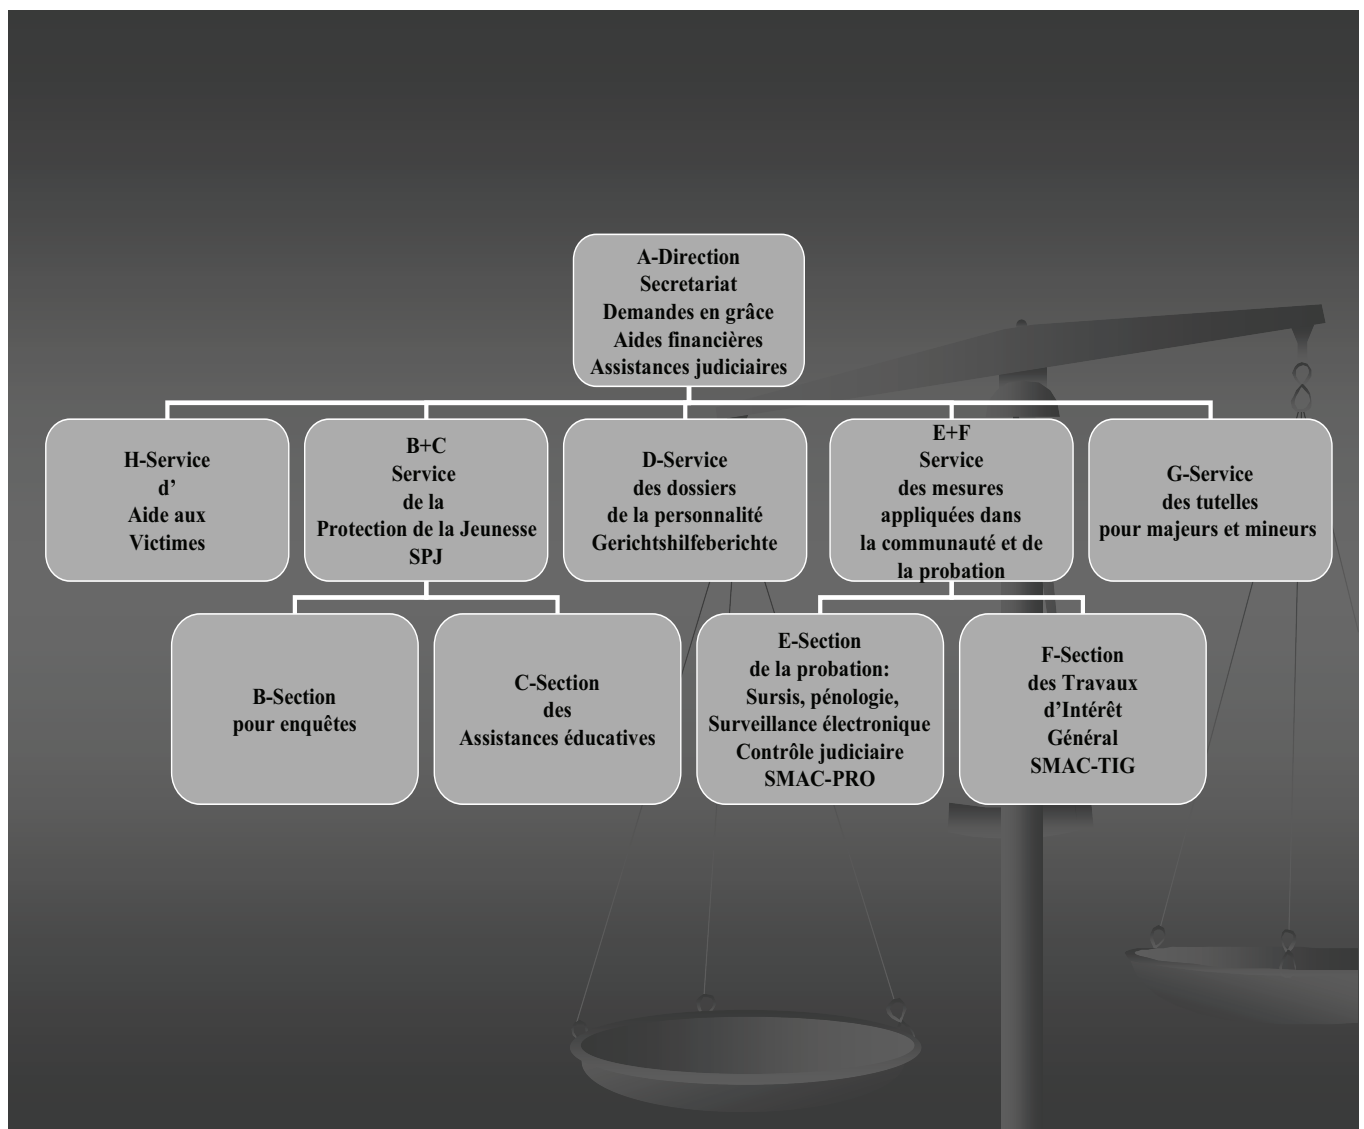 A-Direction
Secretariat
Demandes en grâce
Aides financières
Assistances judiciaires
H-Service
d’
Aide aux
Victimes
B+C
Service
de la
Protection de la Jeunesse
SPJ
D-Service
des dossiers
de la personnalité
Gerichtshilfeberichte
E+F
Service
des mesures
appliquées dans
la communauté et de
la probation
G-Service
des tutelles
pour majeurs et mineurs
B-Section
pour enquêtes
C-Section
des
Assistances éducatives
E-Section
de la probation:
Sursis, pénologie,
Surveillance électronique
Contrôle judiciaire
SMAC-PRO
F-Section
des Travaux
d’Intérêt
Général
SMAC-TIG